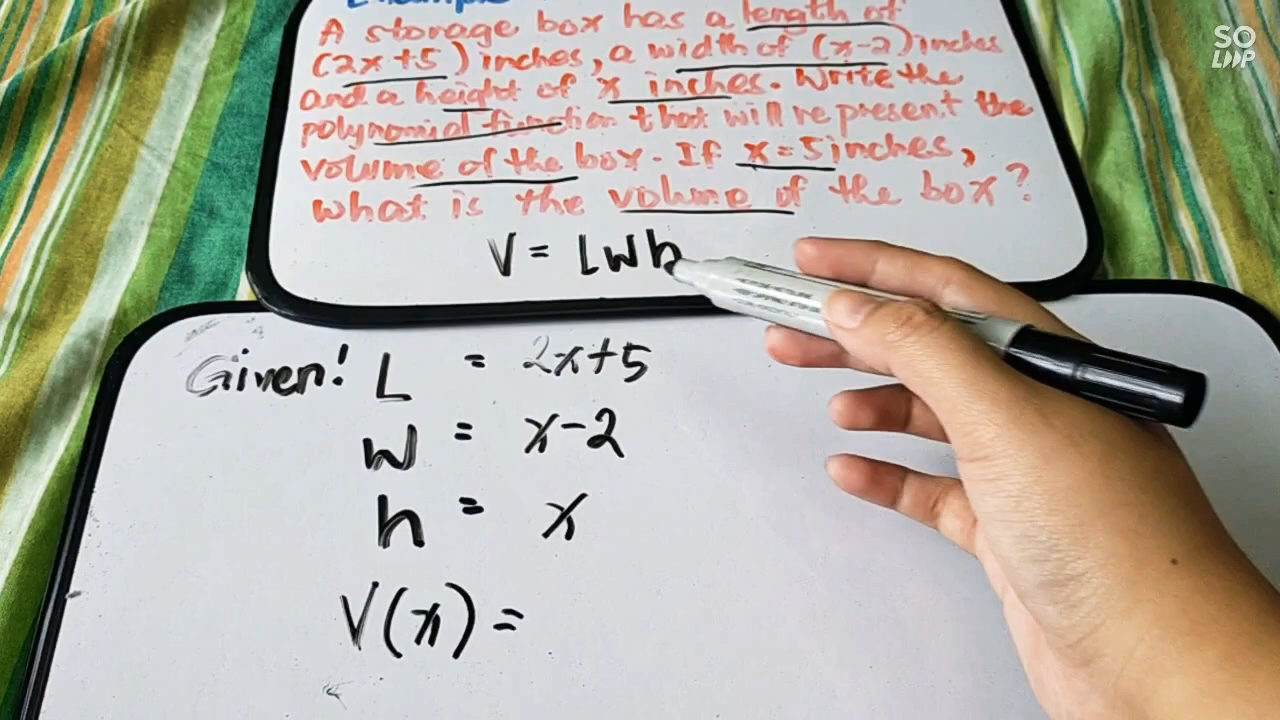 A storage box has a length of
(2x+5) inches, a width of (x-2) inches
and a height of x inches. Write the
polynomial function that will represent the
volume of the box. If x=5 inches,
what is the volume of the box?
V = LWh
Given! L = 2x+5
W = x-2
h = x
V(x) =
SO
LP